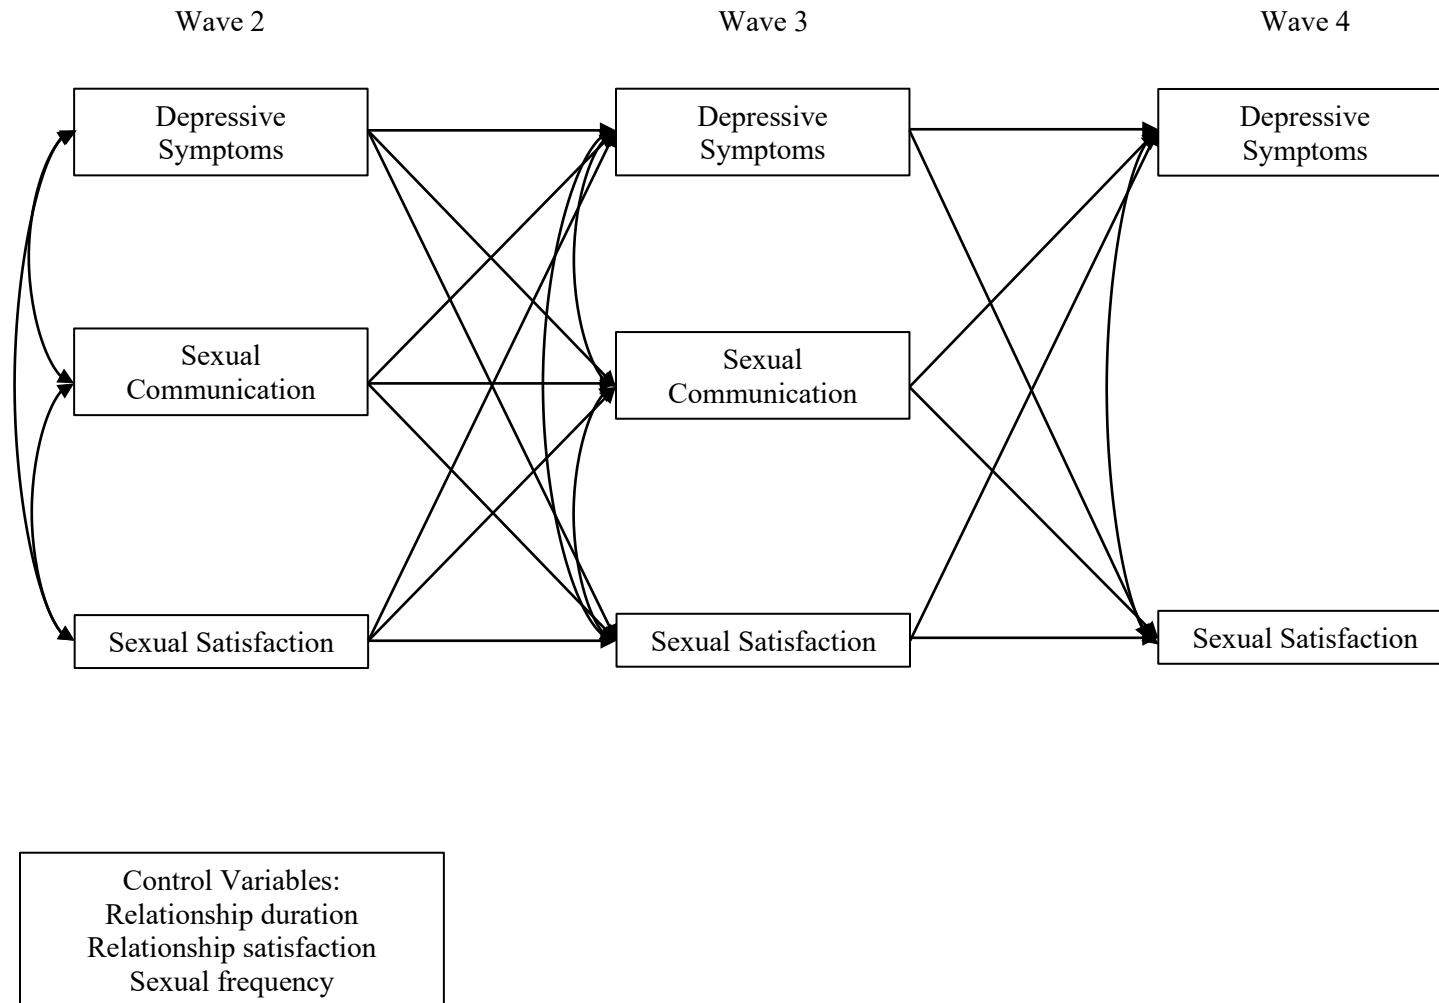 Wave 2
Wave 3
Wave 4
Depressive
Symptoms
Depressive
Symptoms
Depressive
Symptoms
Sexual
Communication
Sexual
Communication
Sexual Satisfaction
Sexual Satisfaction
Sexual Satisfaction
Control Variables:
Relationship duration
Relationship satisfaction
Sexual frequency